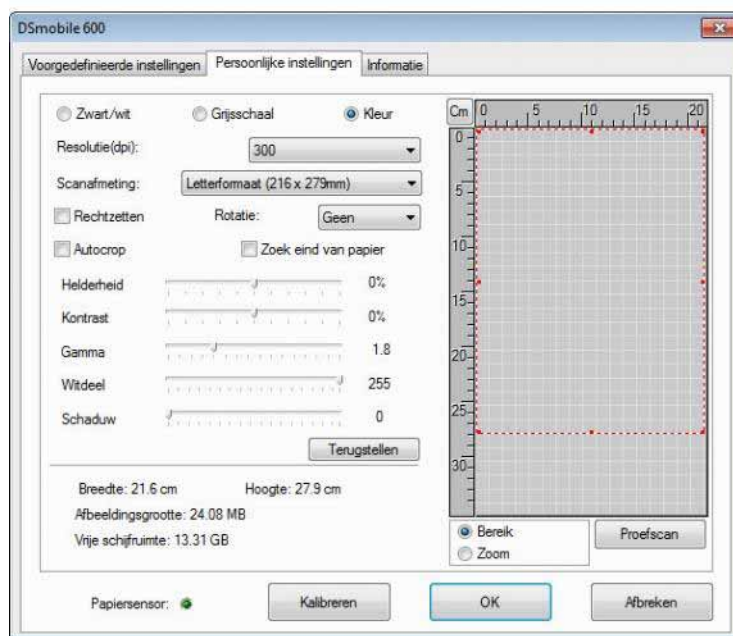 DSmobile 600
Voorgedefinieerde instellingen Persoonlijke instellingen Informatie
Zwart/wit Grijsschaal Kleur
Resolutie(dpi): 300
Scanafmeting: Letterformaat (216 x 279mm)
Rechtzetten Rotatie: Geen
Autocrop Zoek eind van papier
Helderheid 0%
Kontrast 0%
Gamma 1.8
Witdeel 255
Schaduw 0
Terugstellen
Breedte: 21.6 cm Hoogte: 27.9 cm
Afbeeldingsgrootte: 24.08 MB
Vrije schijfruimte: 13.31 GB
Cm 0 5 10 15 20
0
5
10
15
20
25
30
Bereik
Zoom
Proefscan
Papiersensor: Kalibreren OK Afbreken